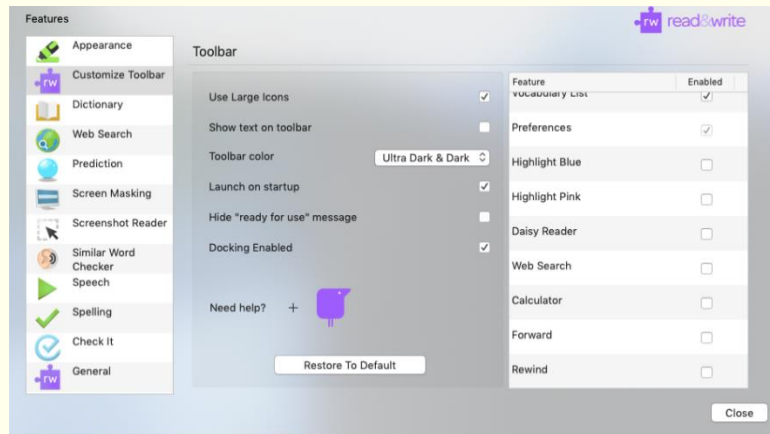 Features
rw read&write
Appearance
Customize Toolbar
Dictionary
Web Search
Prediction
Screen Masking
Screenshot Reader
Similar Word
Checker
Speech
Spelling
Check It
General
Toolbar
Use Large Icons
Show text on toolbar
Toolbar color Ultra Dark & Dark
Launch on startup
Hide "ready for use" message
Docking Enabled
Need help? +
Restore To Default
Feature Enabled
Vocabulary List
Preferences
Highlight Blue
Highlight Pink
Daisy Reader
Web Search
Calculator
Forward
Rewind
Close